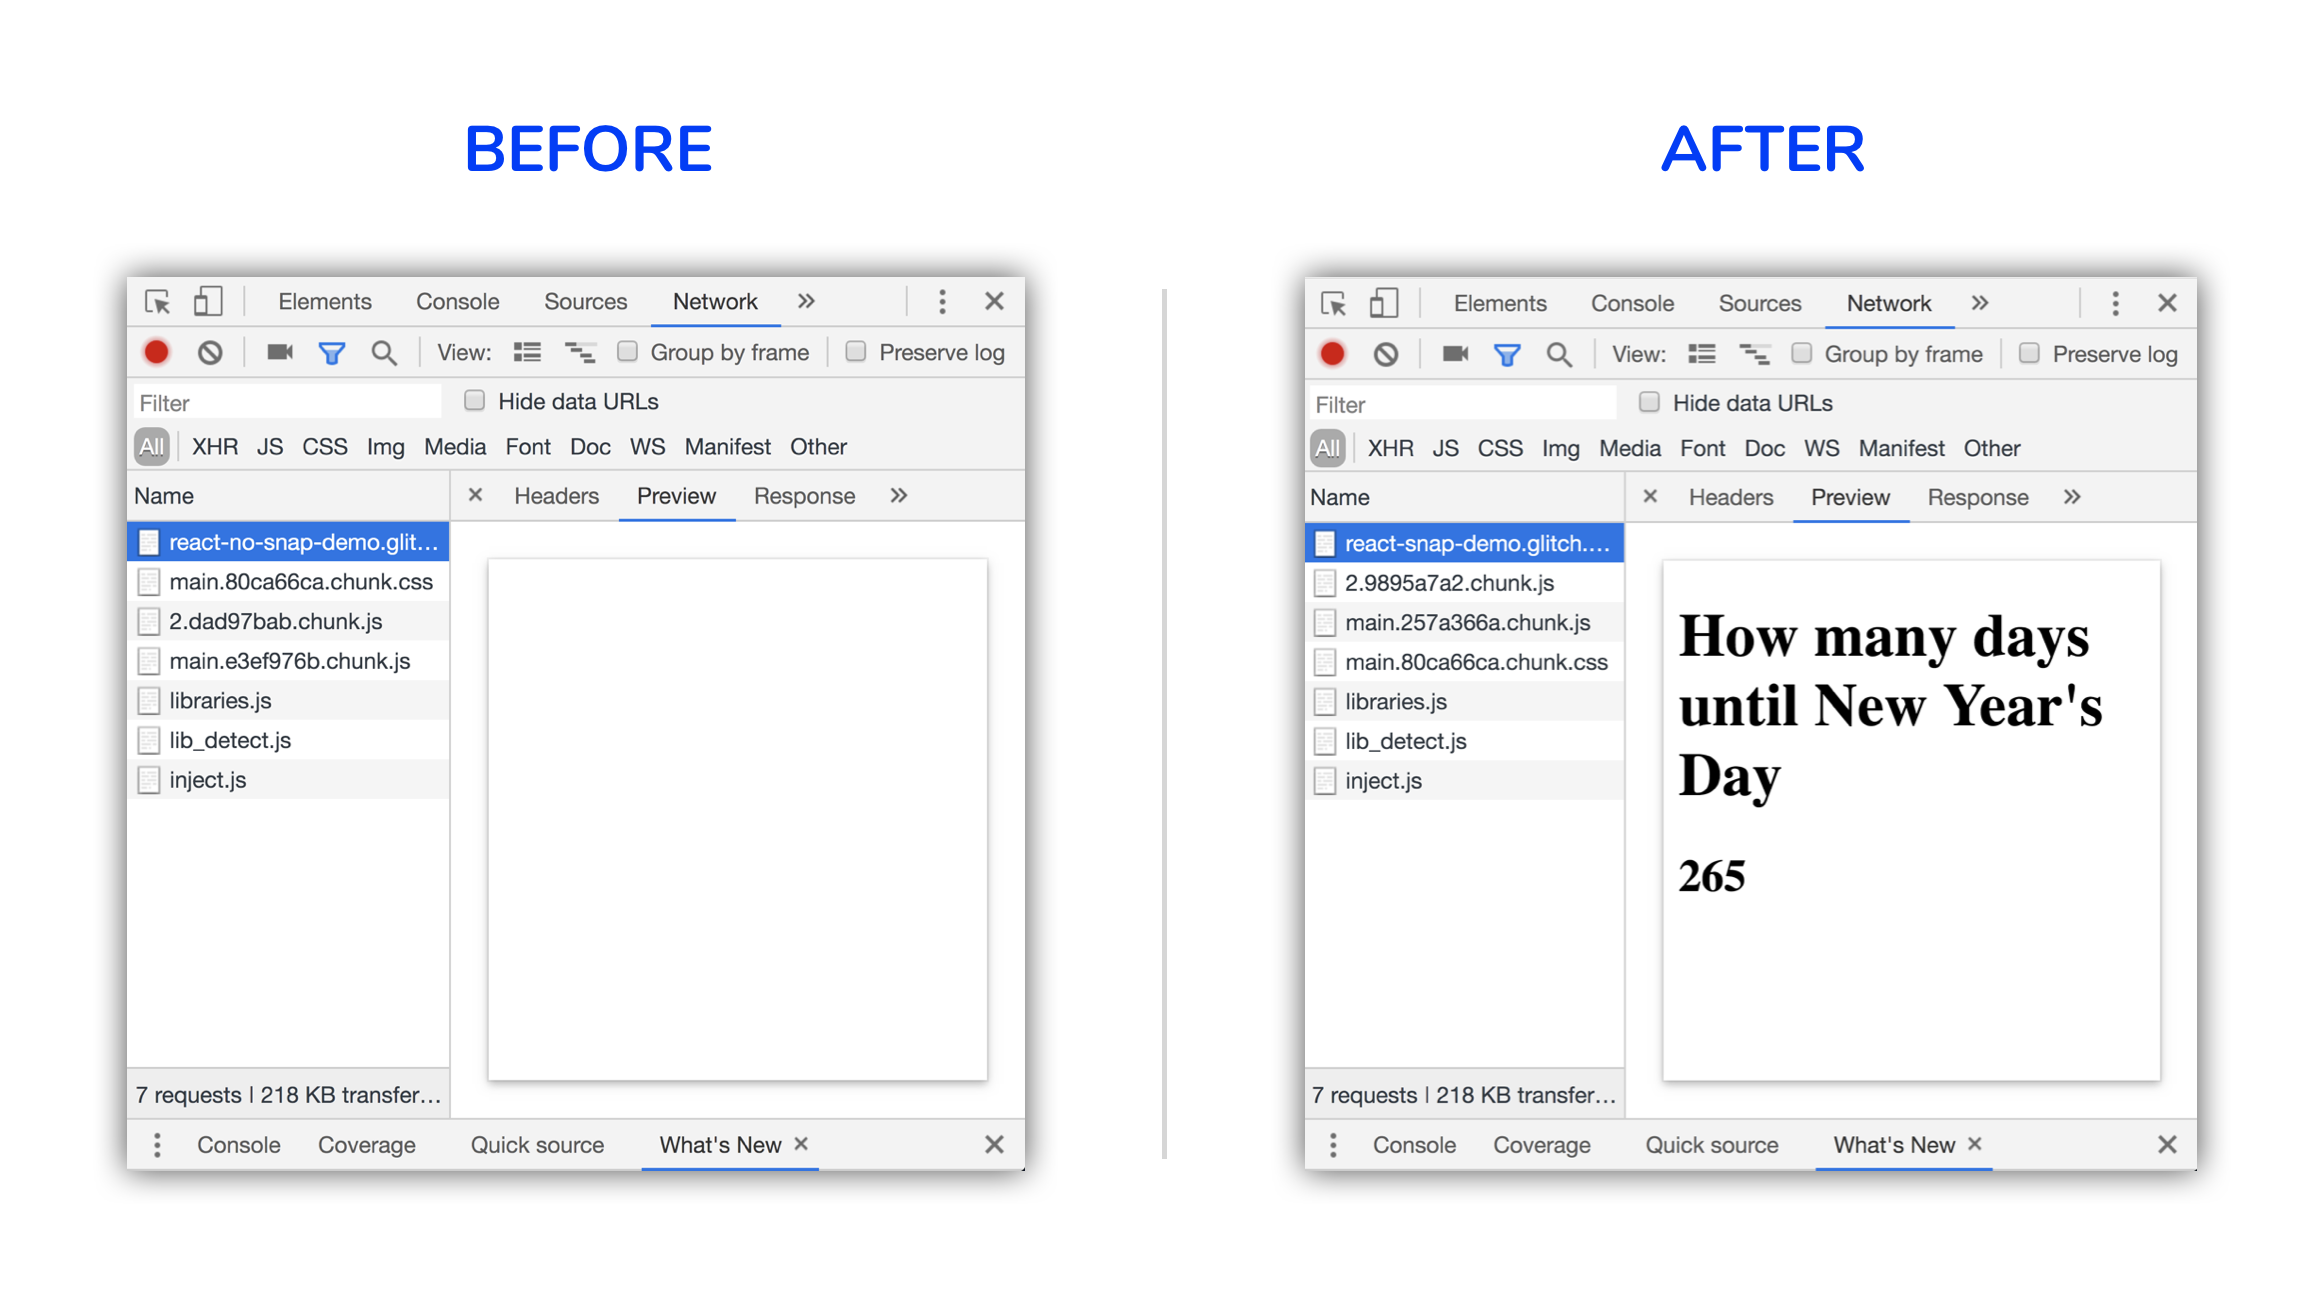 BEFORE
Elements Console Sources Network »
View: Group by frame Preserve log
Filter Hide data URLs
All XHR JS CSS Img Media Font Doc WS Manifest Other
Name
× Headers Preview Response »
react-no-snap-demo.glit...
main.80ca66ca.chunk.css
2.dad97bab.chunk.js
main.e3ef976b.chunk.js
libraries.js
lib_detect.js
inject.js
7 requests | 218 KB transfer...
Console Coverage Quick source What's New ×
AFTER
Elements Console Sources Network »
View: Group by frame Preserve log
Filter Hide data URLs
All XHR JS CSS Img Media Font Doc WS Manifest Other
Name
× Headers Preview Response »
react-snap-demo.glitch....
2.9895a7a2.chunk.js
main.257a366a.chunk.js
main.80ca66ca.chunk.css
libraries.js
lib_detect.js
inject.js
How many days
until New Year's
Day
265
7 requests | 218 KB transfer...
Console Coverage Quick source What's New ×